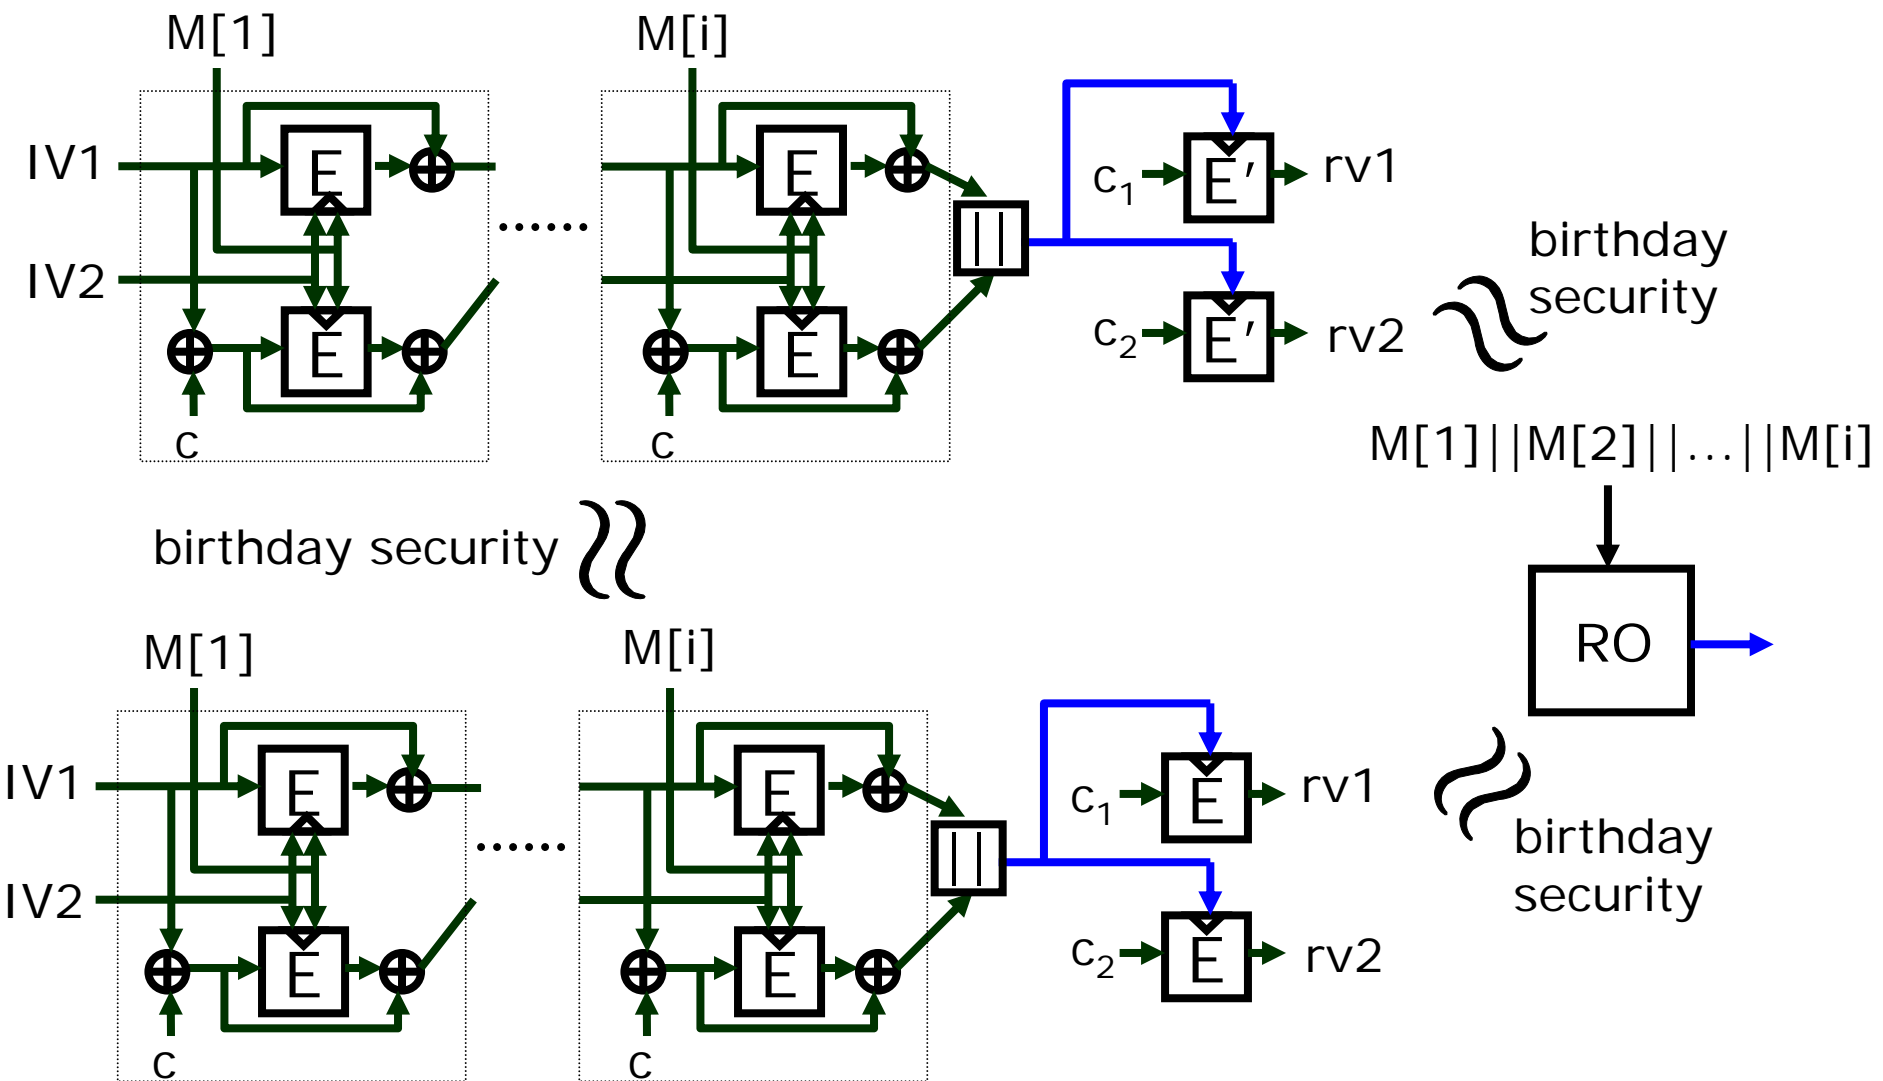 M[1]
M[i]
IV1
E
E
E'
rv1
c1
IV2
||
birthday
security
E
E
c2
E'
rv2
c
c
M[1]||M[2]||...||M[i]
birthday security
RO
M[1]
M[i]
IV1
E
E
c1
E
rv1
IV2
||
birthday
security
E
E
c2
E
rv2
c
c